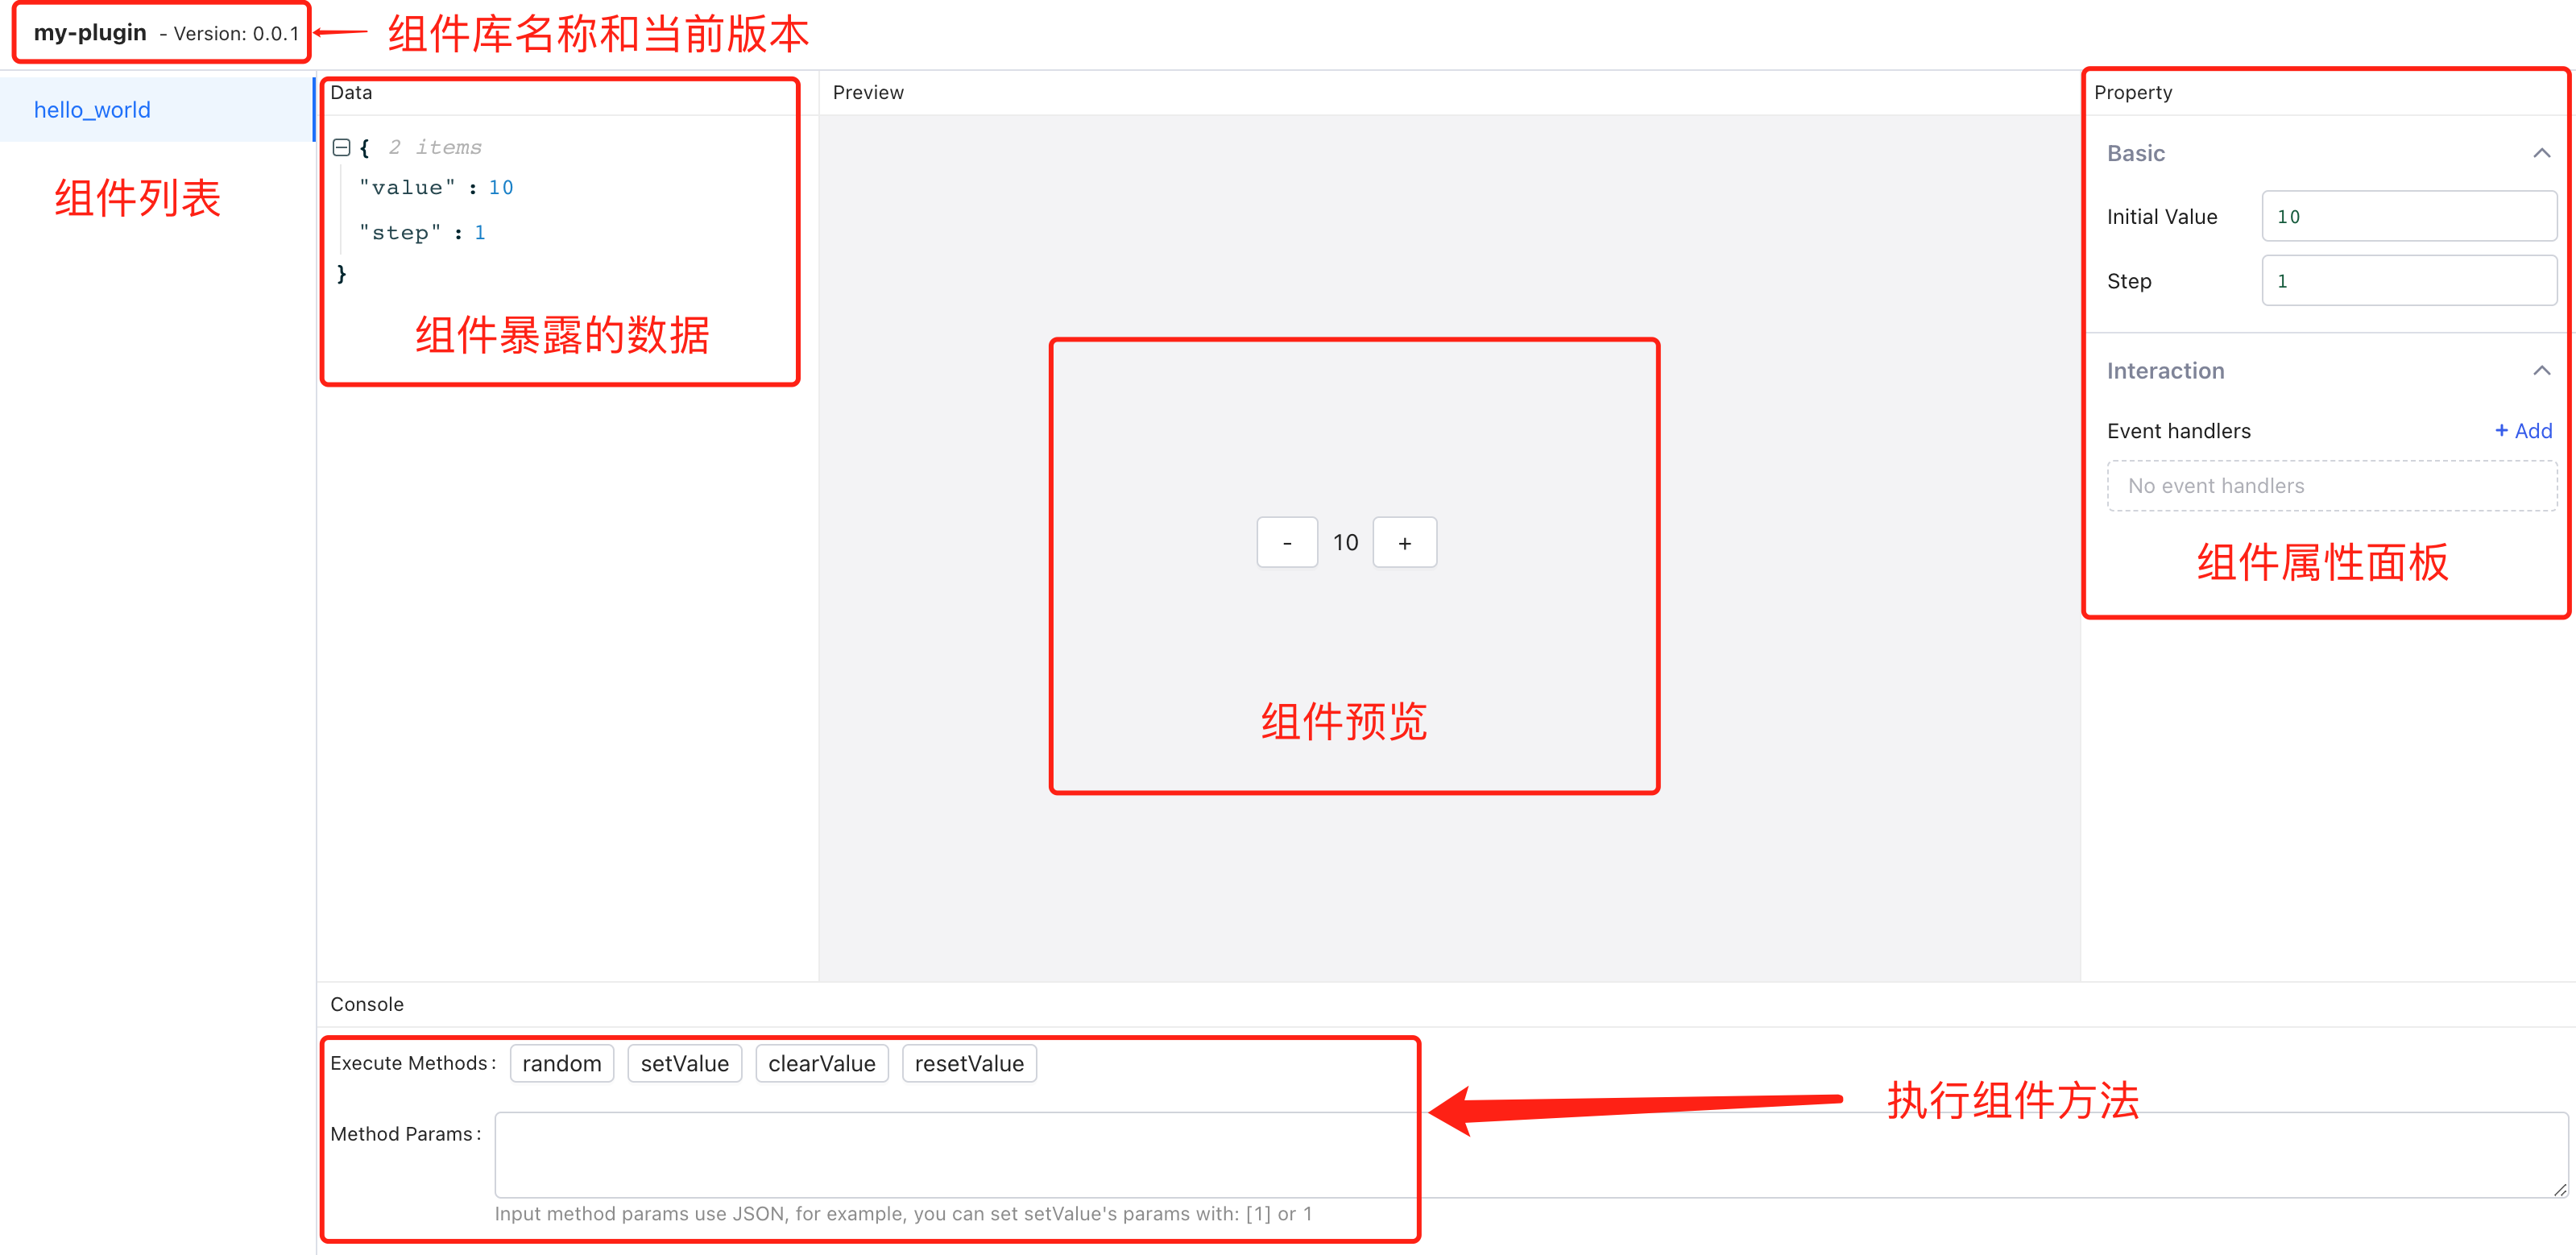 my-plugin - Version: 0.0.1
组件库名称和当前版本
hello_world
组件列表
Data
{ 2 items
"value" : 10
"step" : 1
}
组件暴露的数据
Preview
- 10 +
组件预览
Property
Basic
Initial Value 10
Step 1
Interaction
Event handlers + Add
No event handlers
组件属性面板
Console
Execute Methods: random setValue clearValue resetValue
执行组件方法
Method Params:
Input method params use JSON, for example, you can set setValue's params with: [1] or 1